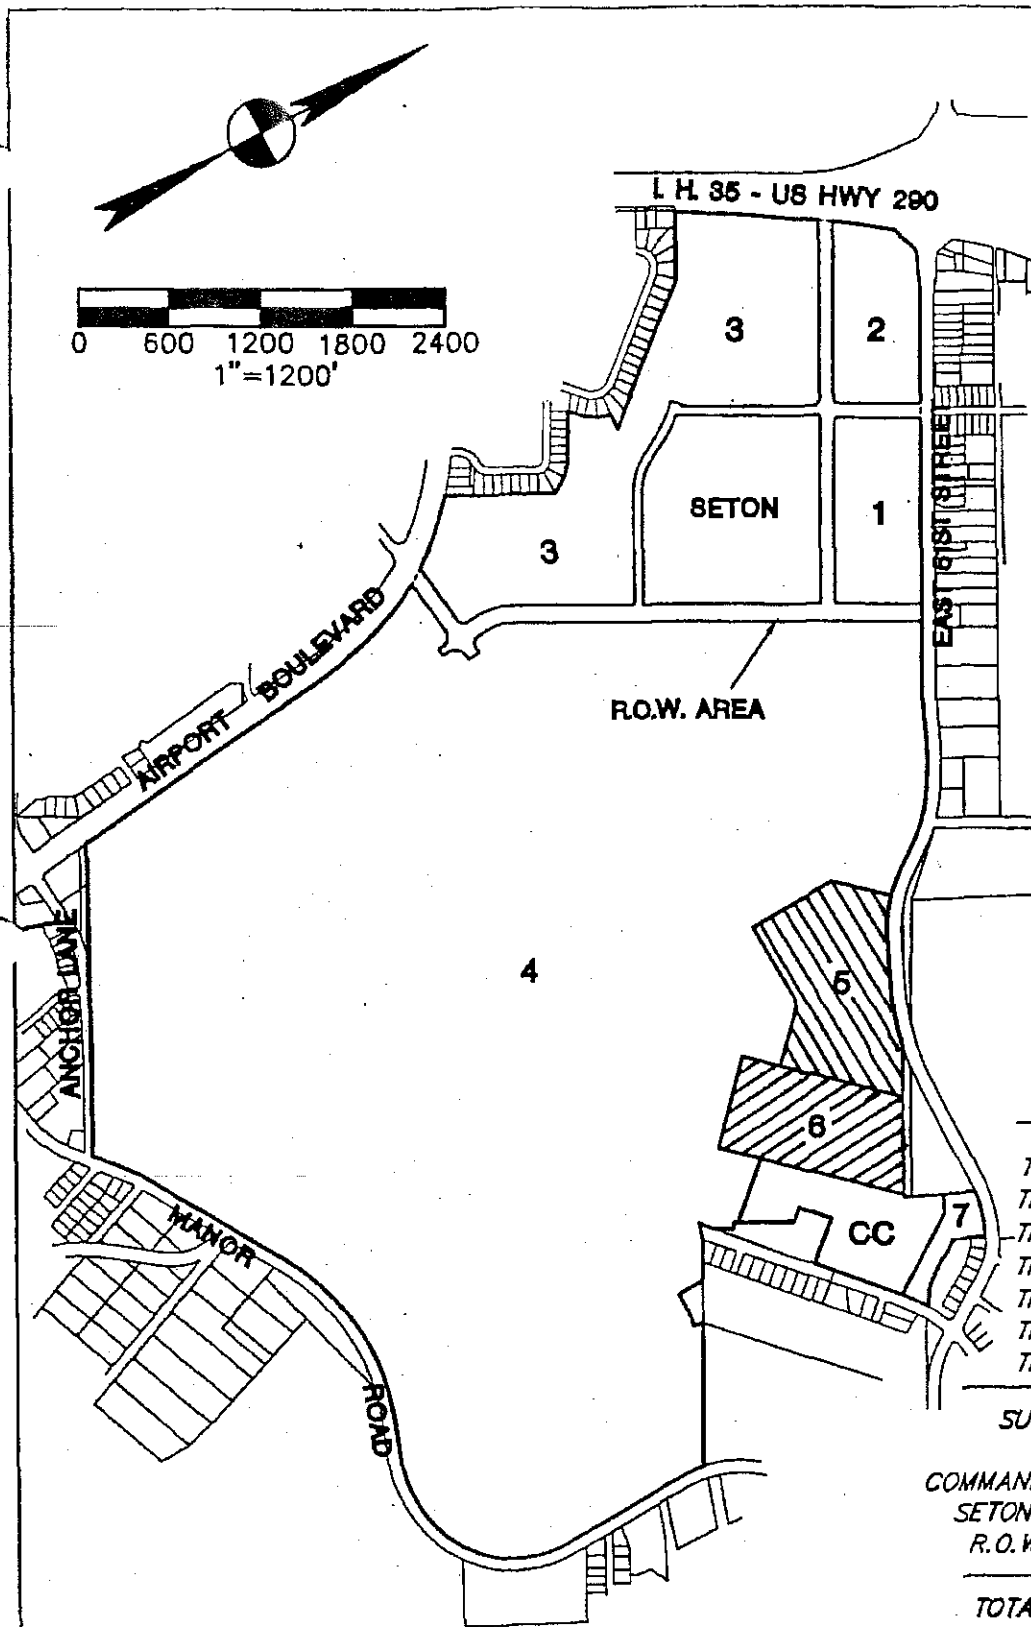 I. H. 35 - US HWY 290
0 600 1200 1800 2400
1"=1200'
3
2
SETON
1
3
EAST 51ST STREET
AIRPORT BOULEVARD
R.O.W. AREA
ANCHOR LANE
4
5
6
CC
7
MANOR
ROAD
SU
COMMAN
SETON
R.O.W
TOTA